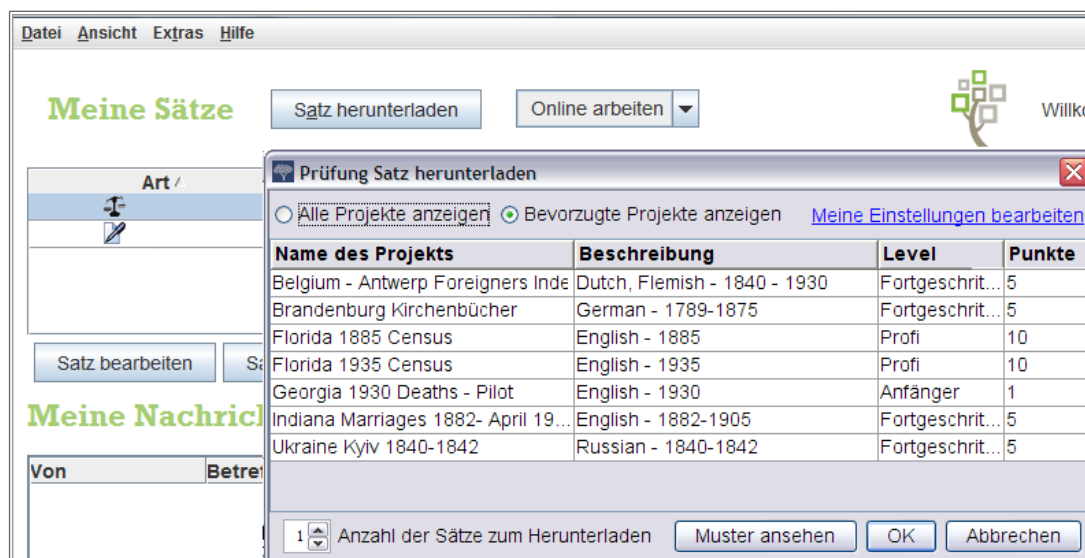 Datei Ansicht Extras Hilfe
Meine Sätze Satz herunterladen Online arbeiten Willko
Art
Prüfung Satz herunterladen
Alle Projekte anzeigen Bevorzugte Projekte anzeigen Meine Einstellungen bearbeiten
Name des Projekts Beschreibung Level Punkte
Belgium - Antwerp Foreigners Inde Dutch, Flemish - 1840 - 1930 Fortgeschrit... 5
Brandenburg Kirchenbücher German - 1789-1875 Fortgeschrit... 5
Florida 1885 Census English - 1885 Profi 10
Florida 1935 Census English - 1935 Profi 10
Georgia 1930 Deaths - Pilot English - 1930 Anfänger 1
Indiana Marriages 1882- April 19... English - 1882-1905 Fortgeschrit... 5
Ukraine Kyiv 1840-1842 Russian - 1840-1842 Fortgeschrit... 5
Satz bearbeiten Sa
Meine Nachric
Von Betref
1 Anzahl der Sätze zum Herunterladen Muster ansehen OK Abbrechen